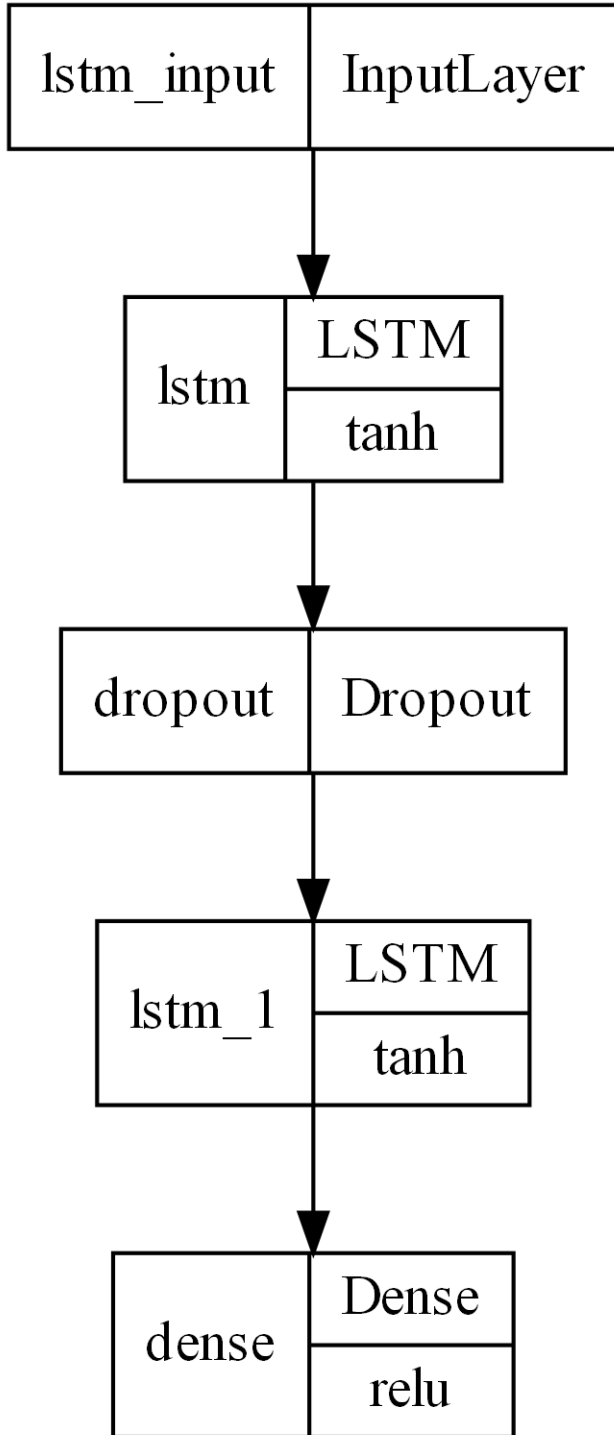 lstm_input InputLayer
lstm LSTM
tanh
dropout Dropout
lstm_1 LSTM
tanh
dense Dense
relu